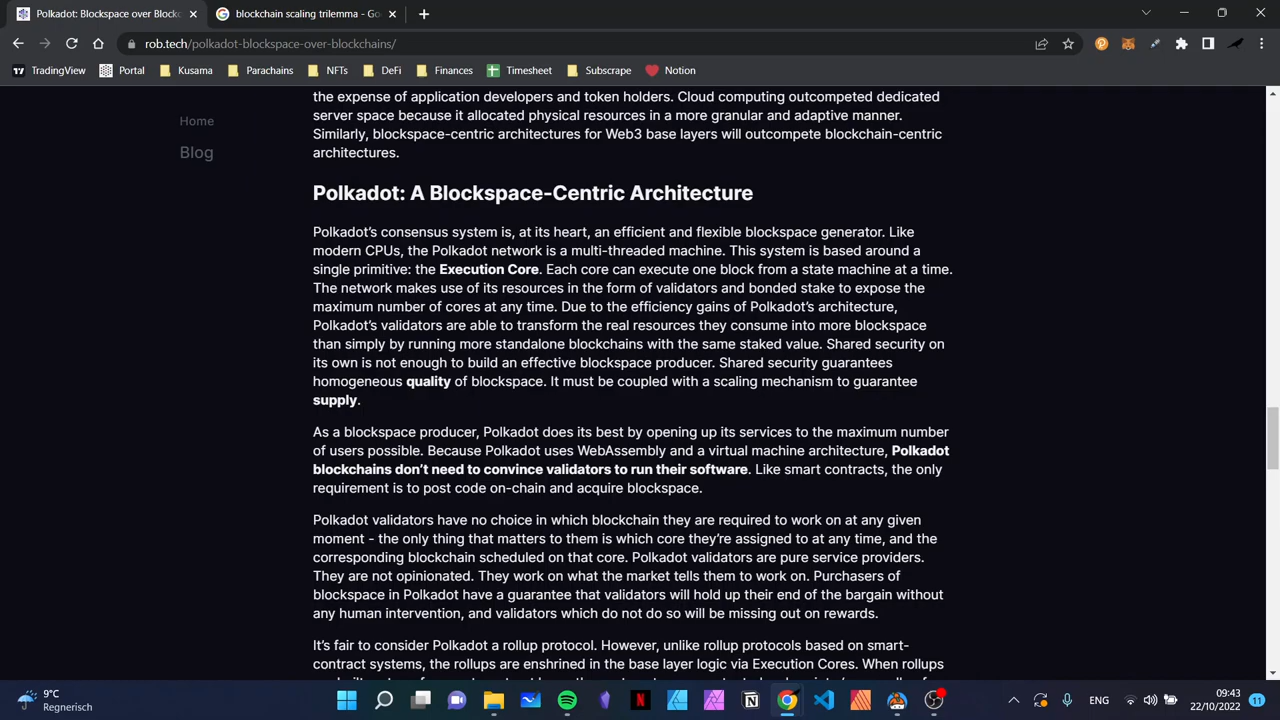 Polkadot: Blockspace over Blockc
blockchain scaling trilemma - Go
rob.tech/polkadot-blockspace-over-blockchains/
TradingView
Portal
Kusama
Parachains
NFTs
DeFi
Finances
Timesheet
Subscrape
Notion
Home
Blog
the expense of application developers and token holders. Cloud computing outcompeted dedicated
server space because it allocated physical resources in a more granular and adaptive manner.
Similarly, blockspace-centric architectures for Web3 base layers will outcompete blockchain-centric
architectures.
Polkadot: A Blockspace-Centric Architecture
Polkadot's consensus system is, at its heart, an efficient and flexible blockspace generator. Like
modern CPUs, the Polkadot network is a multi-threaded machine. This system is based around a
single primitive: the Execution Core. Each core can execute one block from a state machine at a time.
The network makes use of its resources in the form of validators and bonded stake to expose the
maximum number of cores at any time. Due to the efficiency gains of Polkadot's architecture,
Polkadot's validators are able to transform the real resources they consume into more blockspace
than simply by running more standalone blockchains with the same staked value. Shared security on
its own is not enough to build an effective blockspace producer. Shared security guarantees
homogeneous quality of blockspace. It must be coupled with a scaling mechanism to guarantee
supply.
As a blockspace producer, Polkadot does its best by opening up its services to the maximum number
of users possible. Because Polkadot uses WebAssembly and a virtual machine architecture, Polkadot
blockchains don't need to convince validators to run their software. Like smart contracts, the only
requirement is to post code on-chain and acquire blockspace.
Polkadot validators have no choice in which blockchain they are required to work on at any given
moment - the only thing that matters to them is which core they're assigned to at any time, and the
corresponding blockchain scheduled on that core. Polkadot validators are pure service providers.
They are not opinionated. They work on what the market tells them to work on. Purchasers of
blockspace in Polkadot have a guarantee that validators will hold up their end of the bargain without
any human intervention, and validators which do not do so will be missing out on rewards.
It's fair to consider Polkadot a rollup protocol. However, unlike rollup protocols based on smart-
contract systems, the rollups are enshrined in the base layer logic via Execution Cores. When rollups
9°C
Regnerisch
ENG
09:43
22/10/2022
11